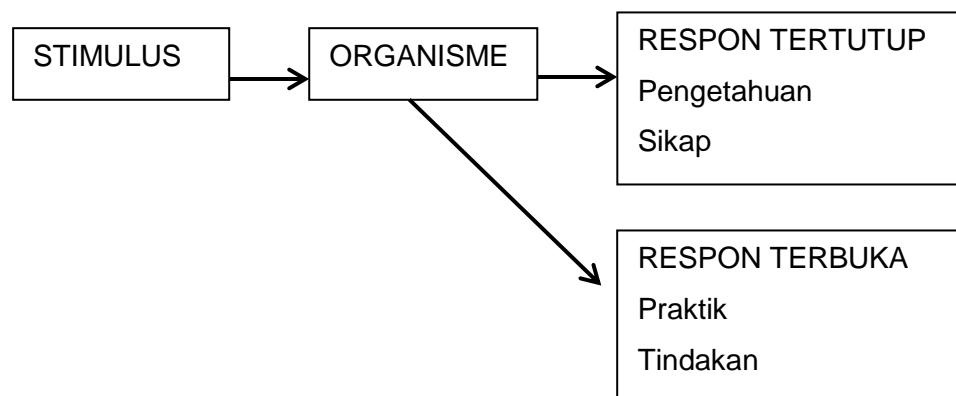 STIMULUS
ORGANISME
RESPON TERTUTUP
Pengetahuan
Sikap
RESPON TERBUKA
Praktik
Tindakan